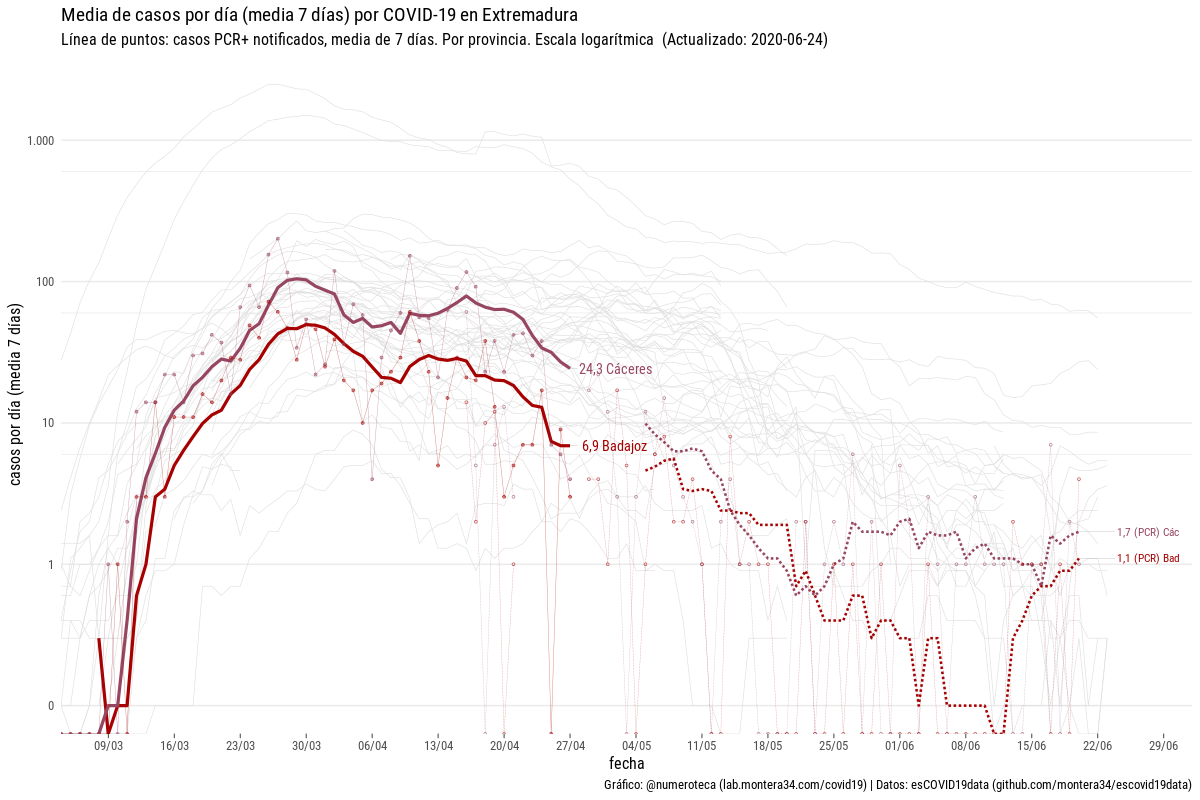 Media de casos por día (media 7 días) por COVID-19 en Extremadura
Línea de puntos: casos PCR+ notificados, media de 7 días. Por provincia. Escala logarítmica (Actualizado: 2020-06-24)
casos por día (media 7 días)
1.000
100
10
1
0
24,3 Cáceres
6,9 Badajoz
1,7 (PCR) Các
1,1 (PCR) Bad
09/03 16/03 23/03 30/03 06/04 13/04 20/04 27/04 04/05 11/05 18/05 25/05 01/06 08/06 15/06 22/06 29/06
fecha
Gráfico: @numeroteca (lab.montera34.com/covid19) | Datos: esCOVID19data (github.com/montera34/escovid19data)